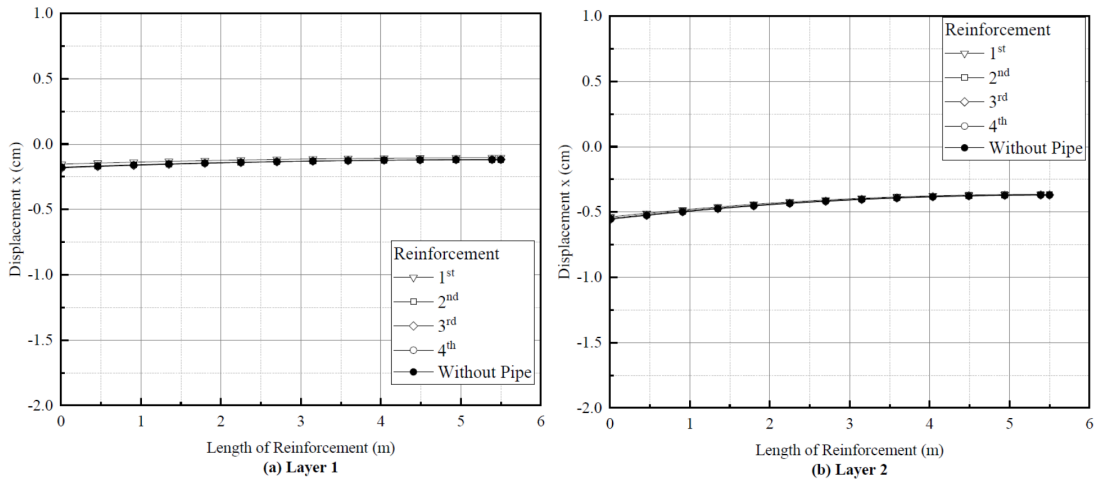 1.0
0.5
0.0
-0.5
-1.0
-1.5
-2.0
Displacement x (cm)
Reinforcement
1st
2nd
3rd
4th
Without Pipe
0 1 2 3 4 5 6
Length of Reinforcement (m)
(a) Layer 1
1.0
0.5
0.0
-0.5
-1.0
-1.5
-2.0
Displacement x (cm)
Reinforcement
1st
2nd
3rd
4th
Without Pipe
0 1 2 3 4 5 6
Length of Reinforcement (m)
(b) Layer 2